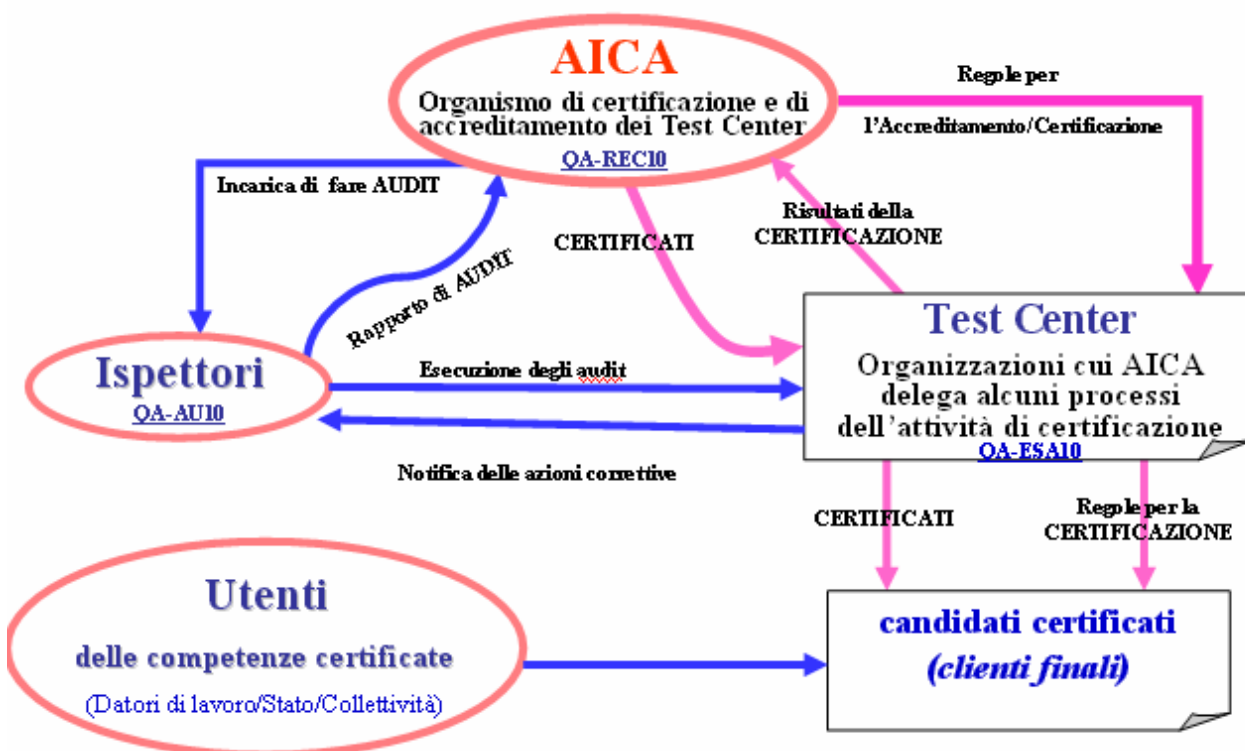 AICA
Organismo di certificazione e di
accreditamento dei Test Center
QA-REC10
Regole per
l'Accreditamento/Certificazione
Incarica di fare AUDIT
Rapporto di AUDIT
CERTIFICATI
Risultati della
CERTIFICAZIONE
Ispettori
QA-AU10
Esecuzione degli audit
Notifica delle azioni correttive
Test Center
Organizzazioni cui AICA
delega alcuni processi
dell'attività di certificazione
QA-ESA10
CERTIFICATI
Regole per la
CERTIFICAZIONE
Utenti
delle competenze certificate
(Datori di lavoro/Stato/Collettività)
candidati certificati
(clienti finali)